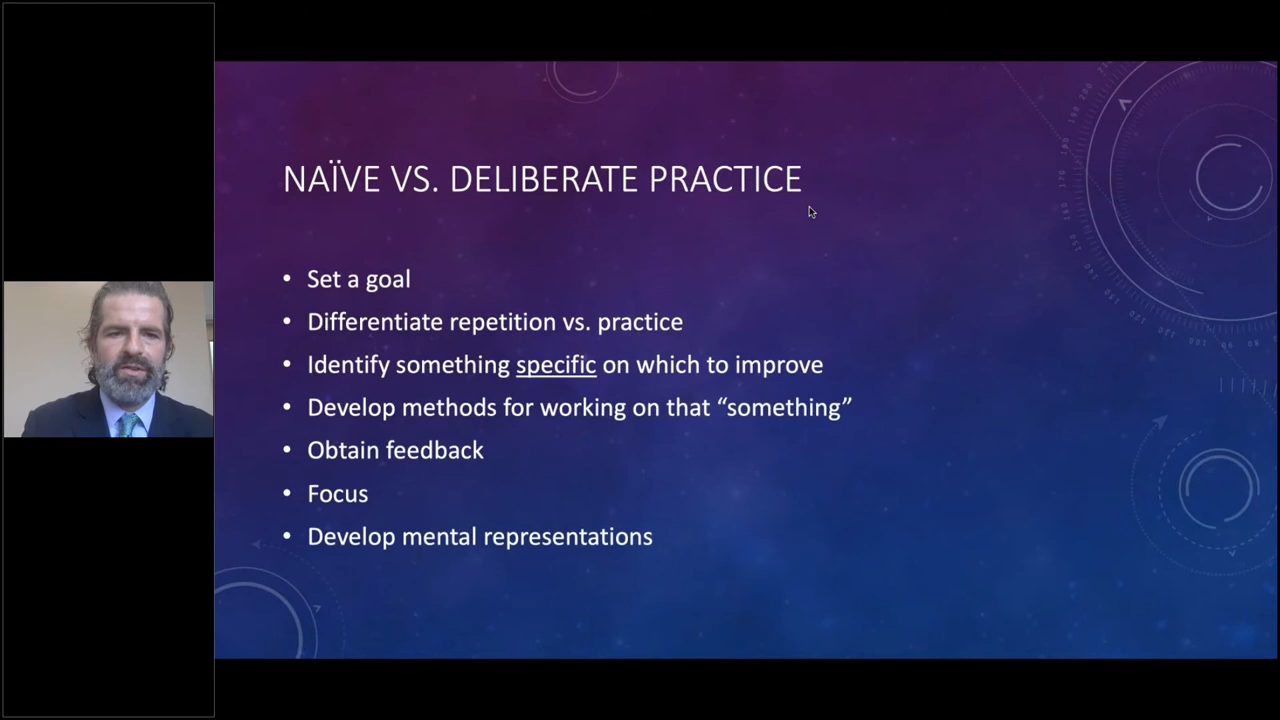 NAÏVE VS. DELIBERATE PRACTICE
• Set a goal
• Differentiate repetition vs. practice
• Identify something specific on which to improve
• Develop methods for working on that “something”
• Obtain feedback
• Focus
• Develop mental representations